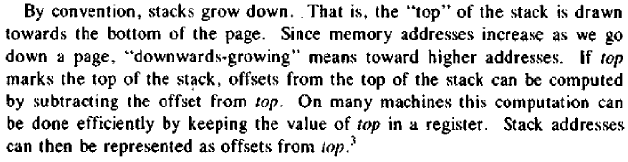 By convention, stacks grow down. That is, the “top” of the stack is drawn
towards the bottom of the page. Since memory addresses increase as we go
down a page, “downwards-growing” means toward higher addresses. If top
marks the top of the stack, offsets from the top of the stack can be computed
by subtracting the offset from top. On many machines this computation can
be done efficiently by keeping the value of top in a register. Stack addresses
can then be represented as offsets from top.³